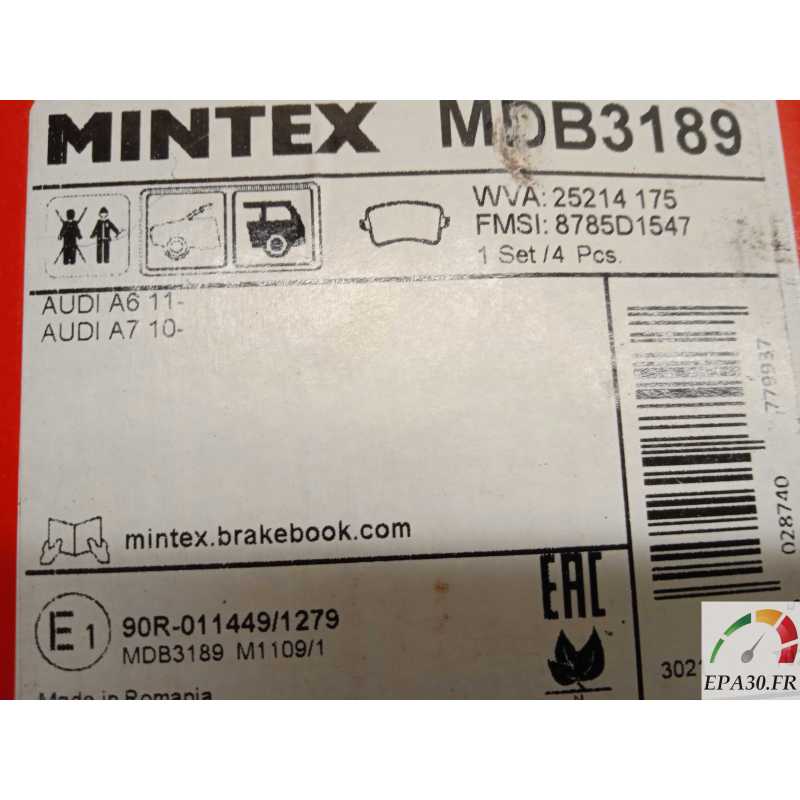 MINTEX MDB3189
WVA: 25214 175
FMSI: 8785D1547
1 Set /4 Pcs.
AUDI A6 11-
AUDI A7 10-
mintex.brakebook.com
028740 779937
E1 90R-011449/1279
MDB3189 M1109/1
EAC
N
Made in Romania
EPA30.FR